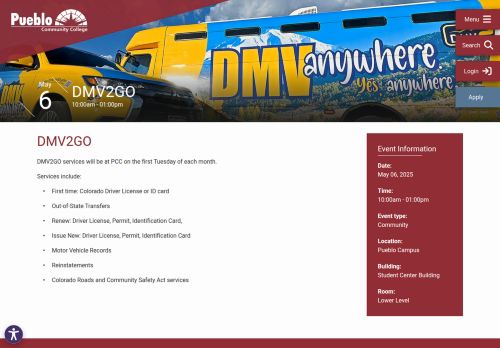 Pueblo
Community College
Menu
Search
Login
Apply
DMV anywhere.
Yes anywhere.
May
6
DMV2GO
10:00am - 01:00pm
DMV2GO
DMV2GO services will be at PCC on the first Tuesday of each month.
Services include:
• First time: Colorado Driver License or ID card
• Out-of-State Transfers
• Renew: Driver License, Permit, Identification Card,
• Issue New: Driver License, Permit, Identification Card
• Motor Vehicle Records
• Reinstatements
• Colorado Roads and Community Safety Act services
Event Information
Date:
May 06, 2025
Time:
10:00am - 01:00pm
Event type:
Community
Location:
Pueblo Campus
Building:
Student Center Building
Room:
Lower Level